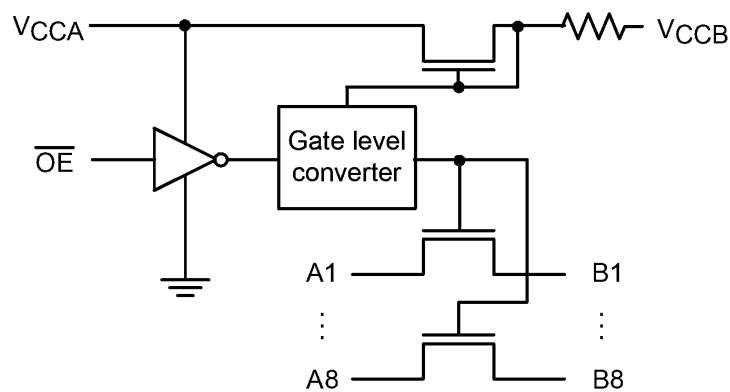 VCCA
VCCB
OE
Gate level
converter
A1
B1
⋮
⋮
A8
B8